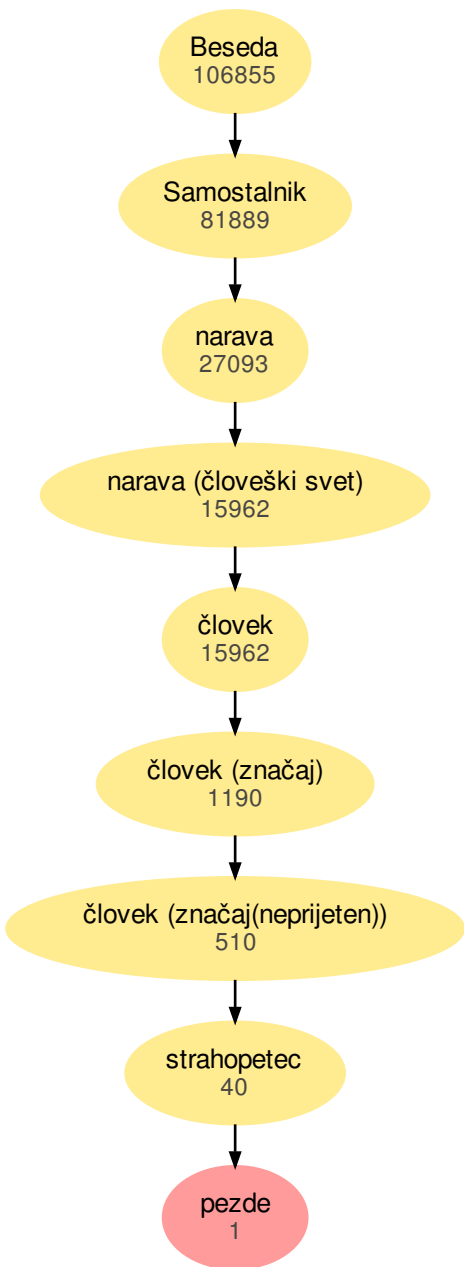 Beseda
106855
Samostalnik
81889
narava
27093
narava (človeški svet)
15962
človek
15962
človek (značaj)
1190
človek (značaj(neprijeten))
510
strahopetec
40
pezde
1